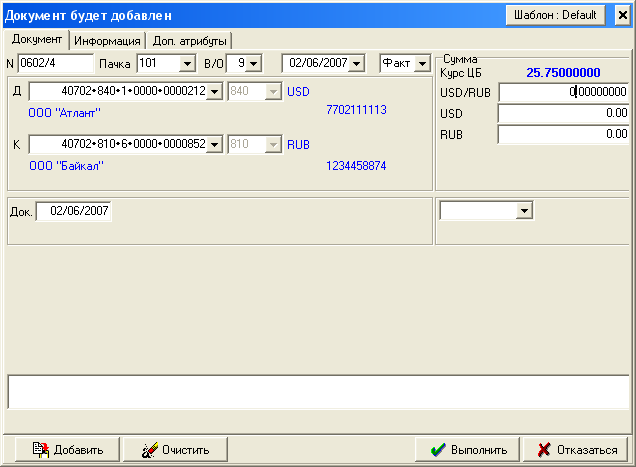 Документ будет добавлен Шаблон : Default
Документ Информация Доп. атрибуты
N 0602/4 Пачка 101 В/О 9 02/06/2007 Факт Сумма
Курс ЦБ 25.75000000
Д 40702*840*1*0000*0000212 840 USD USD/RUB 0.00000000
ООО "Атлант" 7702111113 USD 0.00
RUB 0.00
К 40702*810*6*0000*0000852 810 RUB
ООО "Байкал" 1234458874
Док. 02/06/2007
Добавить Очистить Выполнить Отказаться